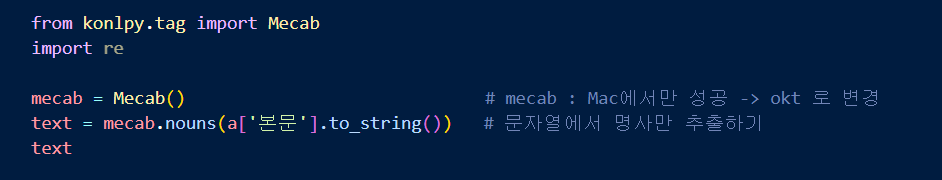 from konlpy.tag import Mecab
import re
mecab = Mecab() # mecab : Mac에서만 성공 -> okt 로 변경
text = mecab.nouns(a['본문'].to_string()) # 문자열에서 명사만 추출하기
text